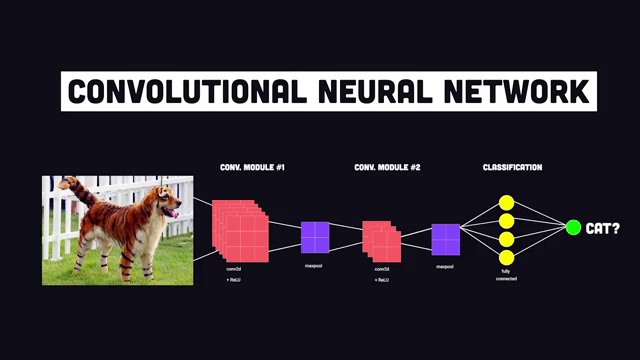 CONVOLUTIONAL NEURAL NETWORK
CONV. MODULE #1
CONV. MODULE #2
CLASSIFICATION
conv2d
+ ReLU
maxpool
conv2d
+ ReLU
maxpool
fully
connected
CAT?